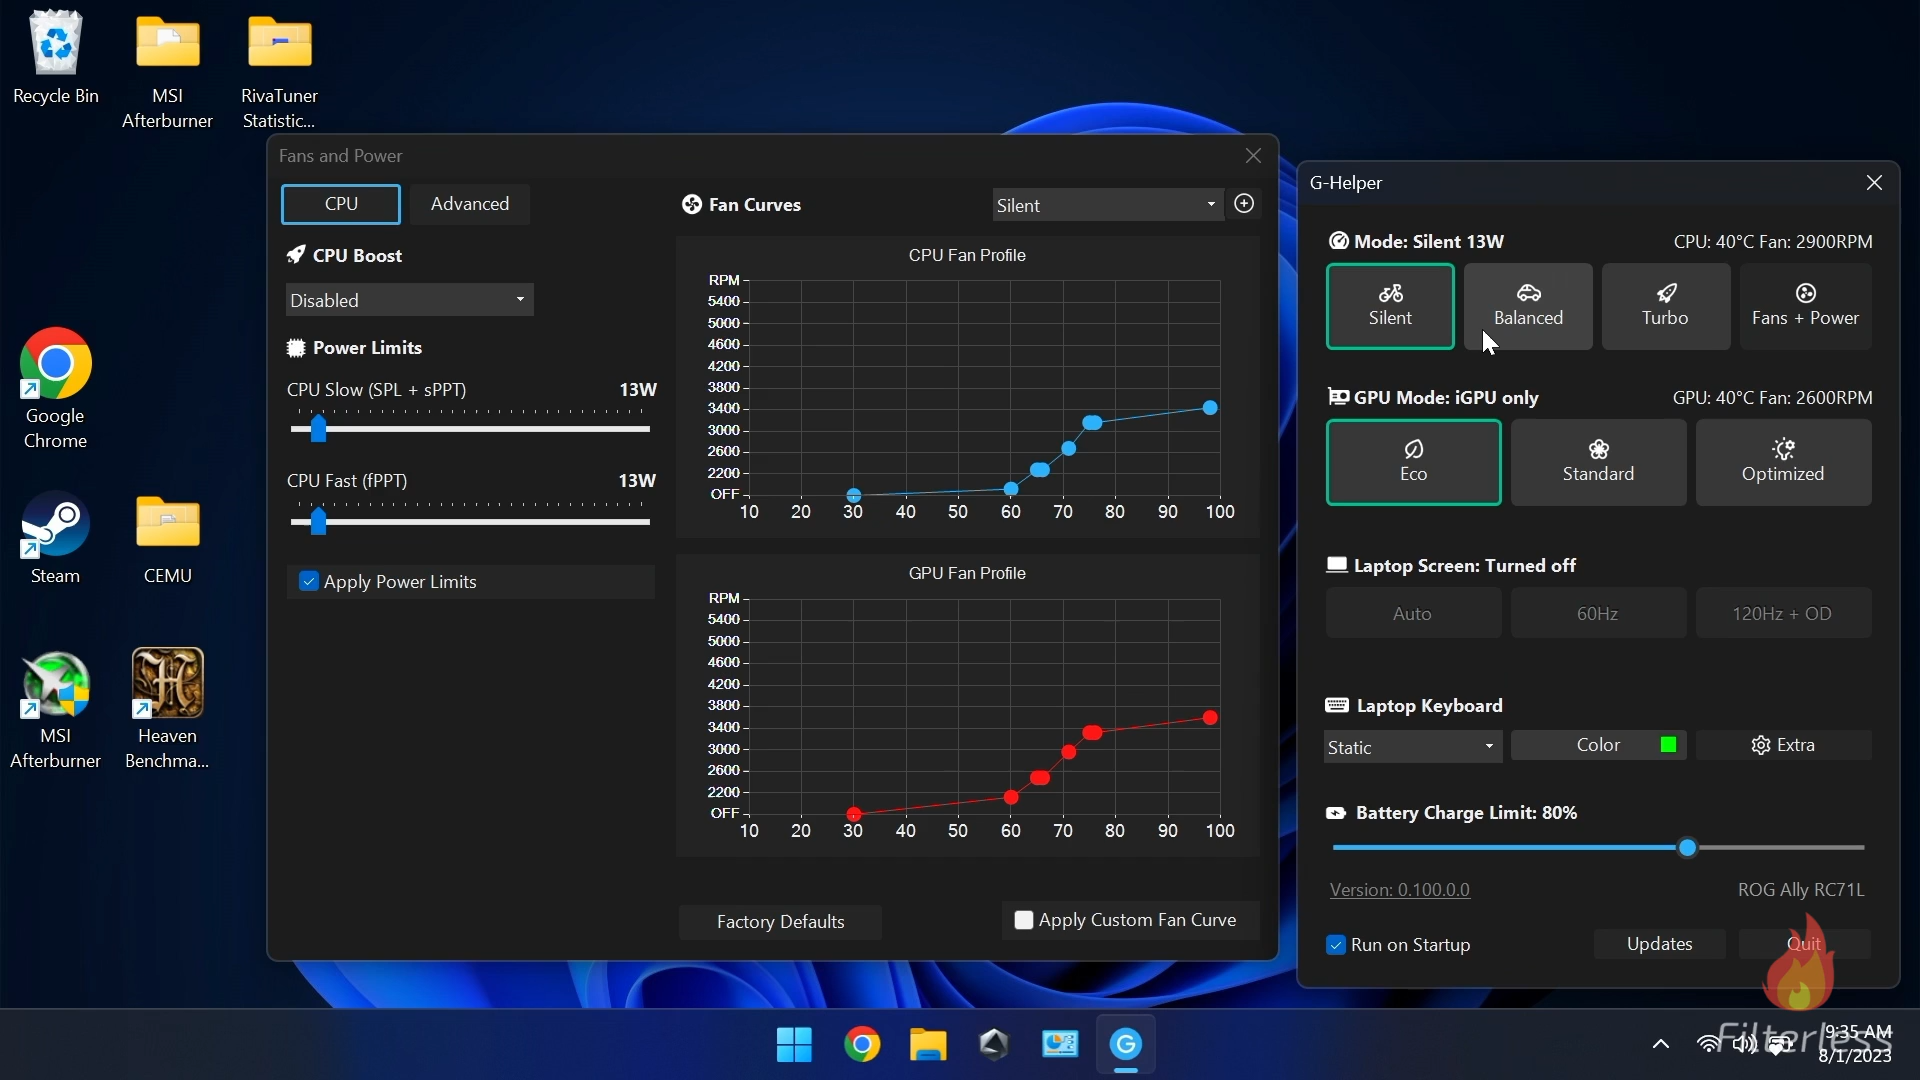 Recycle Bin
MSI
Afterburner
RivaTuner
Statistic...
Google
Chrome
Steam
CEMU
MSI
Afterburner
Heaven
Benchma...
Fans and Power
CPU
Advanced
CPU Boost
Disabled
Power Limits
CPU Slow (SPL + sPPT)
13W
CPU Fast (fPPT)
13W
Apply Power Limits
Fan Curves
Silent
CPU Fan Profile
RPM
5400
5000
4600
4200
3800
3400
3000
2600
2200
OFF
10 20 30 40 50 60 70 80 90 100
GPU Fan Profile
RPM
5400
5000
4600
4200
3800
3400
3000
2600
2200
OFF
10 20 30 40 50 60 70 80 90 100
Factory Defaults
Apply Custom Fan Curve
G-Helper
Mode: Silent 13W
CPU: 40°C Fan: 2900RPM
Silent
Balanced
Turbo
Fans + Power
GPU Mode: iGPU only
GPU: 40°C Fan: 2600RPM
Eco
Standard
Optimized
Laptop Screen: Turned off
Auto
60Hz
120Hz + OD
Laptop Keyboard
Static
Color
Extra
Battery Charge Limit: 80%
Version: 0.100.0.0
ROG Ally RC71L
Run on Startup
Updates
Quit
Filterless
9:35 AM
8/1/2023